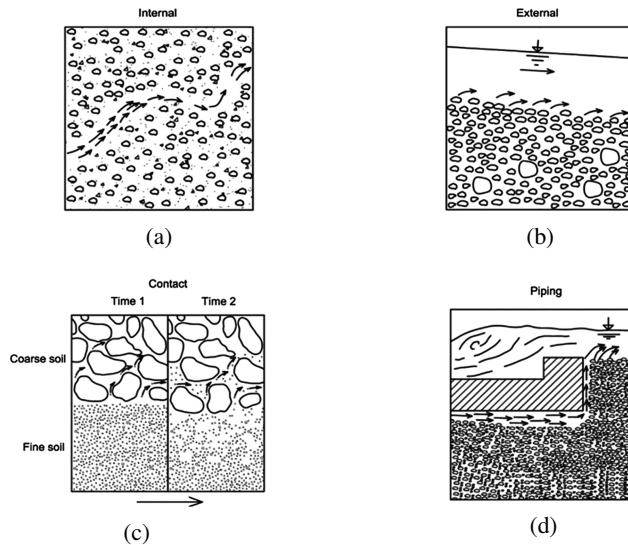 Internal
External
(a)
(b)
Contact
Time 1 Time 2
Coarse soil
Fine soil
(c)
Piping
(d)